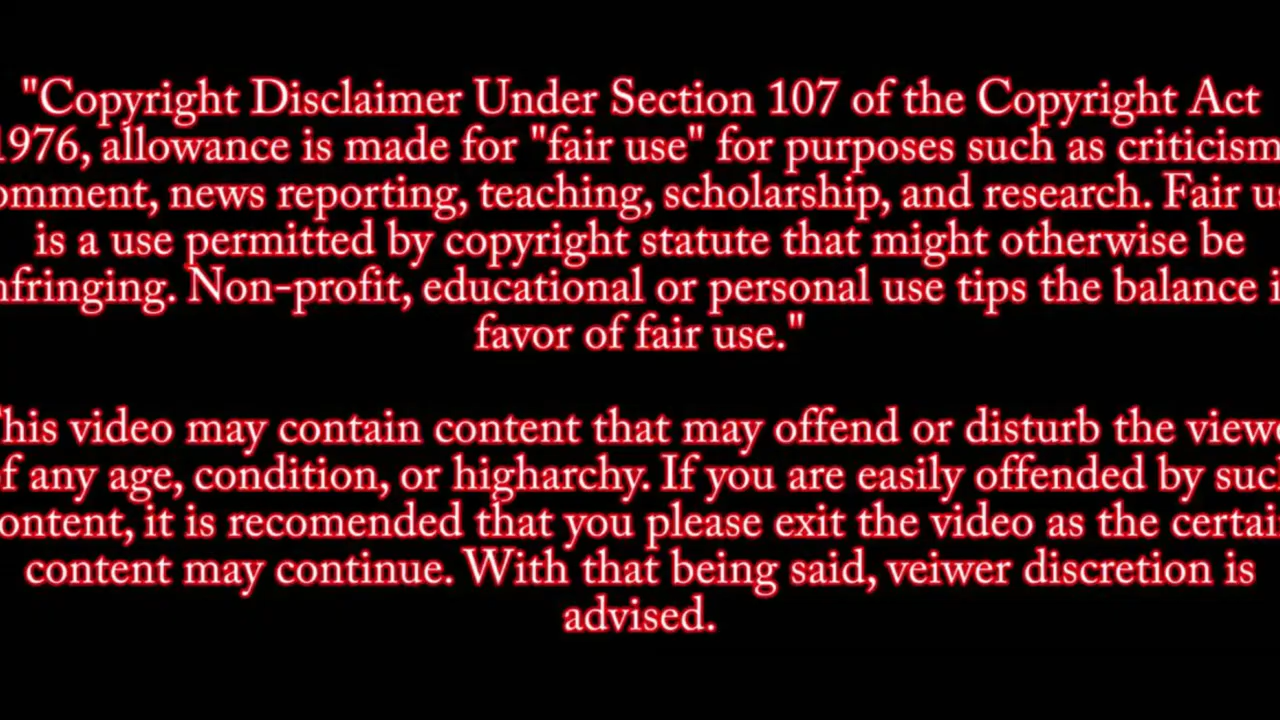 "Copyright Disclaimer Under Section 107 of the Copyright Act
1976, allowance is made for "fair use" for purposes such as criticism
omment, news reporting, teaching, scholarship, and research. Fair u
is a use permitted by copyright statute that might otherwise be
nfringing. Non-profit, educational or personal use tips the balance i
favor of fair use."
This video may contain content that may offend or disturb the viewe
of any age, condition, or higharchy. If you are easily offended by suc
ontent, it is recomended that you please exit the video as the certai
content may continue. With that being said, veiwer discretion is
advised.